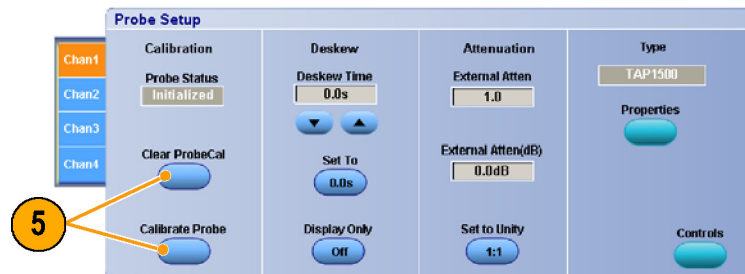 Probe Setup
Chan1
Chan2
Chan3
Chan4
Calibration
Probe Status
Initialized
Clear ProbeCal
Calibrate Probe
Deskew
Deskew Time
0.0s
Set To
0.0s
Display Only
Off
Attenuation
External Atten
1.0
External Atten(dB)
0.0dB
Set to Unity
1:1
Type
TAP1500
Properties
Controls
5